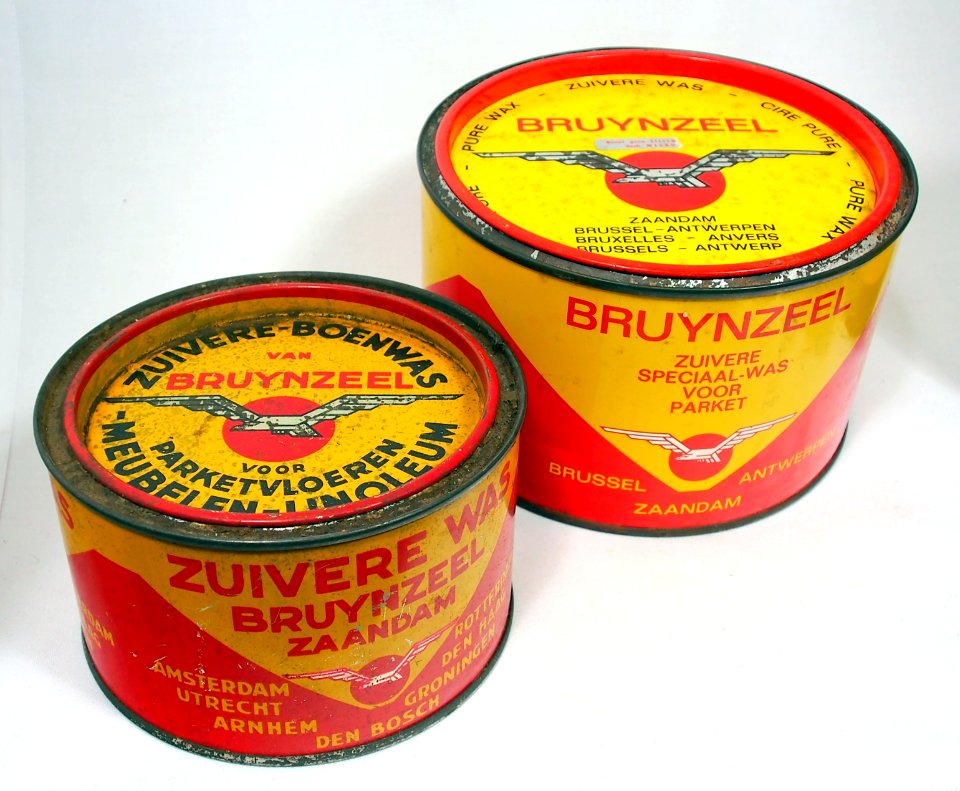 ZUIVERE-BOENWAS
VAN
BRUYNZEEL
VOOR
PARKETVLOEREN
-MEUBELEN-LINOLEUM
ZUIVERE WAS
BRUYNZEEL
ZAANDAM
AMSTERDAM
UTRECHT
ARNHEM
DEN BOSCH
GRONINGEN
DEN HAAG
PURE WAX - ZUIVERE WAS - CIRE PURE - PURE WAX
BRUYNZEEL
ZAANDAM
BRUSSEL-ANTWERPEN
BRUXELLES - ANVERS
BRUSSELS - ANTWERP
BRUYNZEEL
ZUIVERE
SPECIAAL-WAS
VOOR
PARKET
BRUSSEL
ZAANDAM
ANTWERPEN